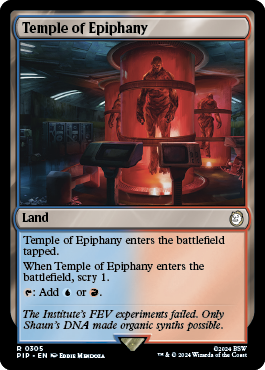 Temple of Epiphany
Land
Temple of Epiphany enters the battlefield
tapped.
When Temple of Epiphany enters the
battlefield, scry 1.
: Add or .
The Institute's FEV experiments failed. Only
Shaun's DNA made organic synths possible.
R 0305
PIP • EN EDDIE MENDOZA
©2024 BSW
™ & © 2024 Wizards of the Coast